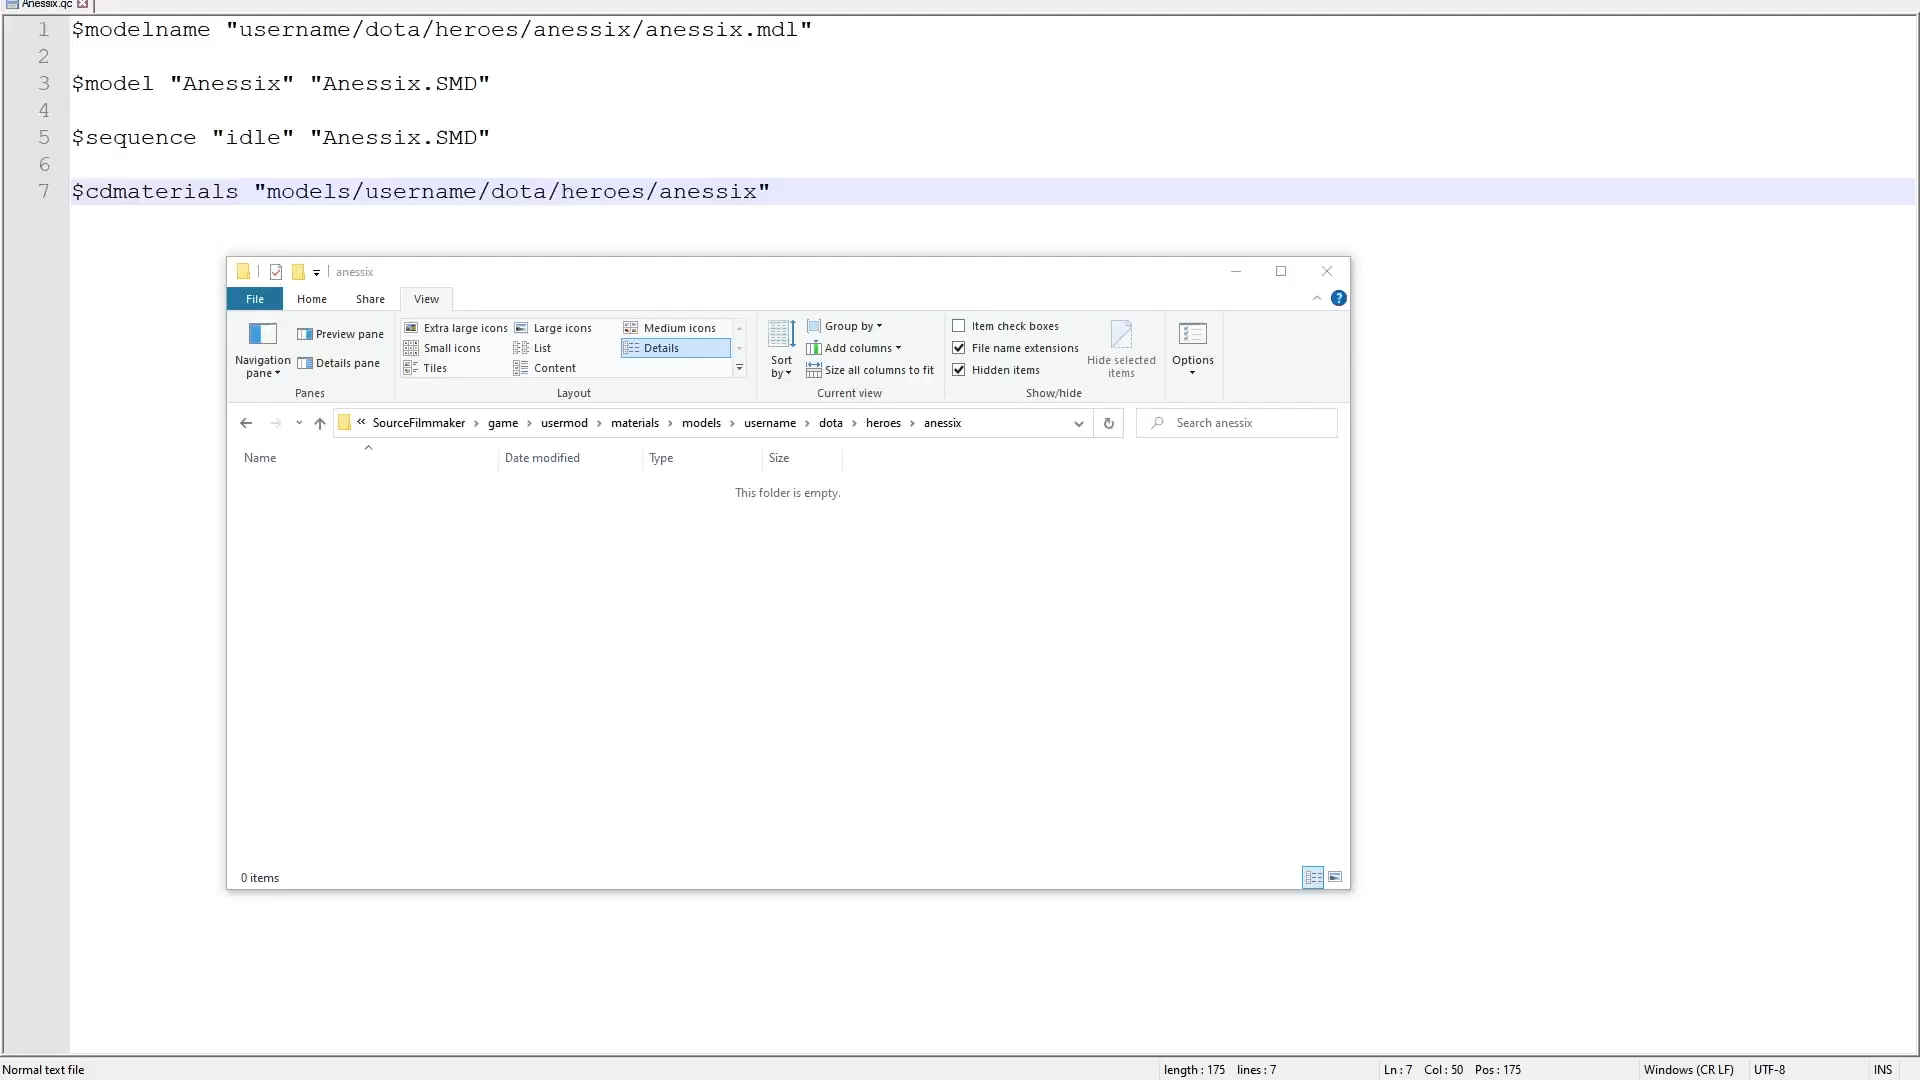 Anessix.qc
1 $modelname "username/dota/heroes/anessix/anessix.mdl"
2
3 $model "Anessix" "Anessix.SMD"
4
5 $sequence "idle" "Anessix.SMD"
6
7 $cdmaterials "models/username/dota/heroes/anessix"
anessix
File Home Share View
Navigation pane
Preview pane
Details pane
Panes
Extra large icons Large icons Medium icons
Small icons List Details
Tiles Content
Layout
Sort by
Group by
Add columns
Size all columns to fit
Current view
Item check boxes
File name extensions
Hidden items
Hide selected items
Show/hide
Options
« SourceFilmmaker > game > usermod > materials > models > username > dota > heroes > anessix
Search anessix
Name Date modified Type Size
This folder is empty.
0 items
Normal text file length : 175 lines : 7 Ln : 7 Col : 50 Pos : 175 Windows (CR LF) UTF-8 INS